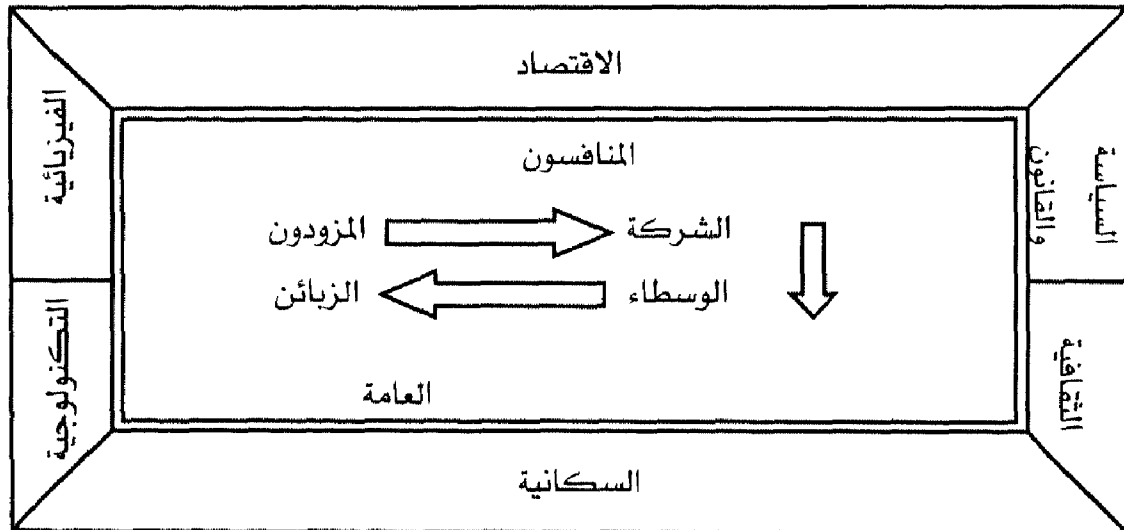 الاقتصاد
السياسة
والقانون
الفيزيائية
المنافسون
الشركة
المزودون
الوسطاء
الزبائن
الثقافية
التكنولوجية
العامة
السكانية